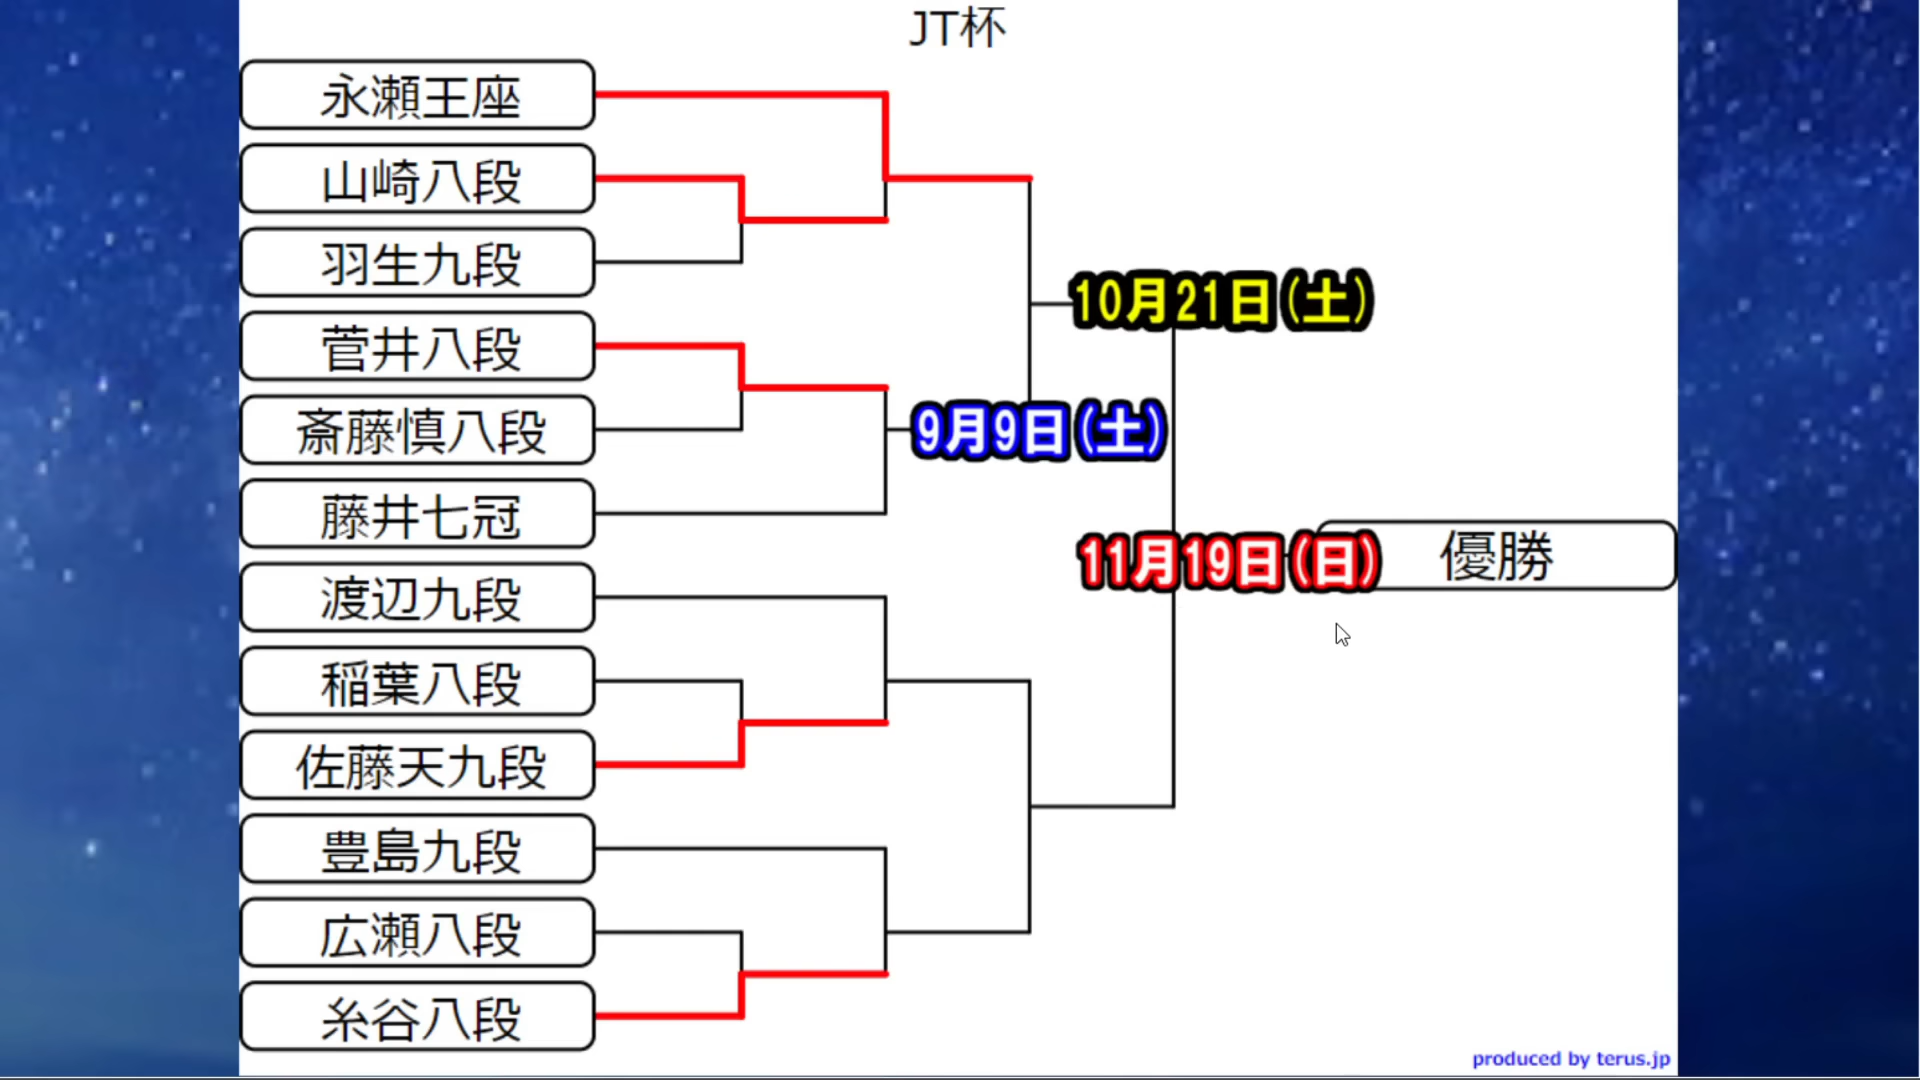 JT杯
永瀬王座
山崎八段
羽生九段
菅井八段
斎藤慎八段
藤井七冠
渡辺九段
稲葉八段
佐藤天九段
豊島九段
広瀬八段
糸谷八段
10月21日(土)
9月9日(土)
11月19日(日)
優勝
produced by terus.jp